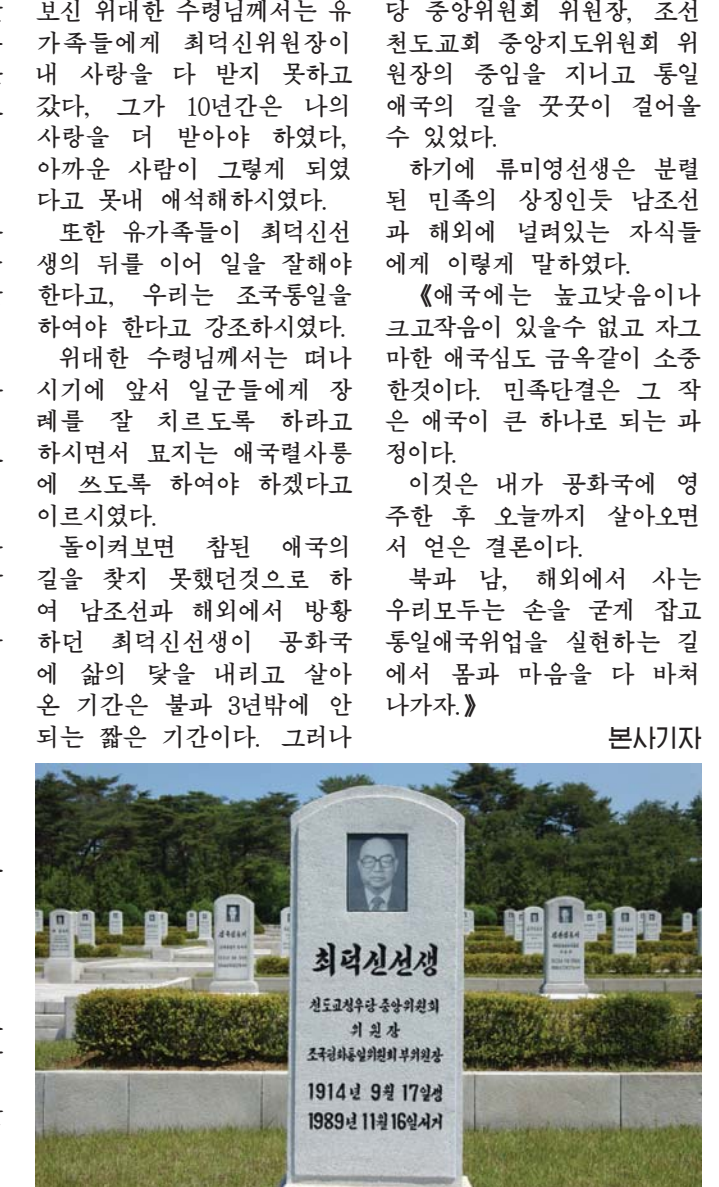 보신 위대한 수령님께서는 유
가족들에게 최덕신위원장이
내 사랑을 다 받지 못하고
갔다, 그가 10년간은 나의
사랑을 더 받아야 하였다,
아까운 사람이 그렇게 되였
다고 못내 애석해하시였다.
또한 유가족들이 최덕신선
생의 뒤를 이어 일을 잘해야
한다고, 우리는 조국통일을
하여야 한다고 강조하시였다.
위대한 수령님께서는 떠나
시기에 앞서 일군들에게 장
례를 잘 치르도록 하라고
하시면서 묘지는 애국렬사릉
에 쓰도록 하여야 하겠다고
이르시였다.
돌이켜보면 참된 애국의
길을 찾지 못했던것으로 하
여 남조선과 해외에서 방황
하던 최덕신선생이 공화국
에 삶의 닻을 내리고 살아
온 기간은 불과 3년밖에 안
되는 짧은 기간이다. 그러나
당 중앙위원회 위원장, 조선
천도교회 중앙지도위원회 위
원장의 중임을 지니고 통일
애국의 길을 꿋꿋이 걸어올
수 있었다.
하기에 류미영선생은 분렬
된 민족의 상징인듯 남조선
과 해외에 널려있는 자식들
에게 이렇게 말하였다.
《애국에는 높고낮음이나
크고작음이 있을수 없고 자그
마한 애국심도 금옥같이 소중
한것이다. 민족단결은 그 작
은 애국이 큰 하나로 되는 과
정이다.
이것은 내가 공화국에 영
주한 후 오늘까지 살아오면
서 얻은 결론이다.
북과 남, 해외에서 사는
우리모두는 손을 굳게 잡고
통일애국위업을 실현하는 길
에서 몸과 마음을 다 바쳐
나가자.》
본사기자
최덕신선생
천도교청우당 중앙위원회
위원장
조국평화통일위원회 부위원장
1914년 9월 17일생
1989년 11월 16일서거